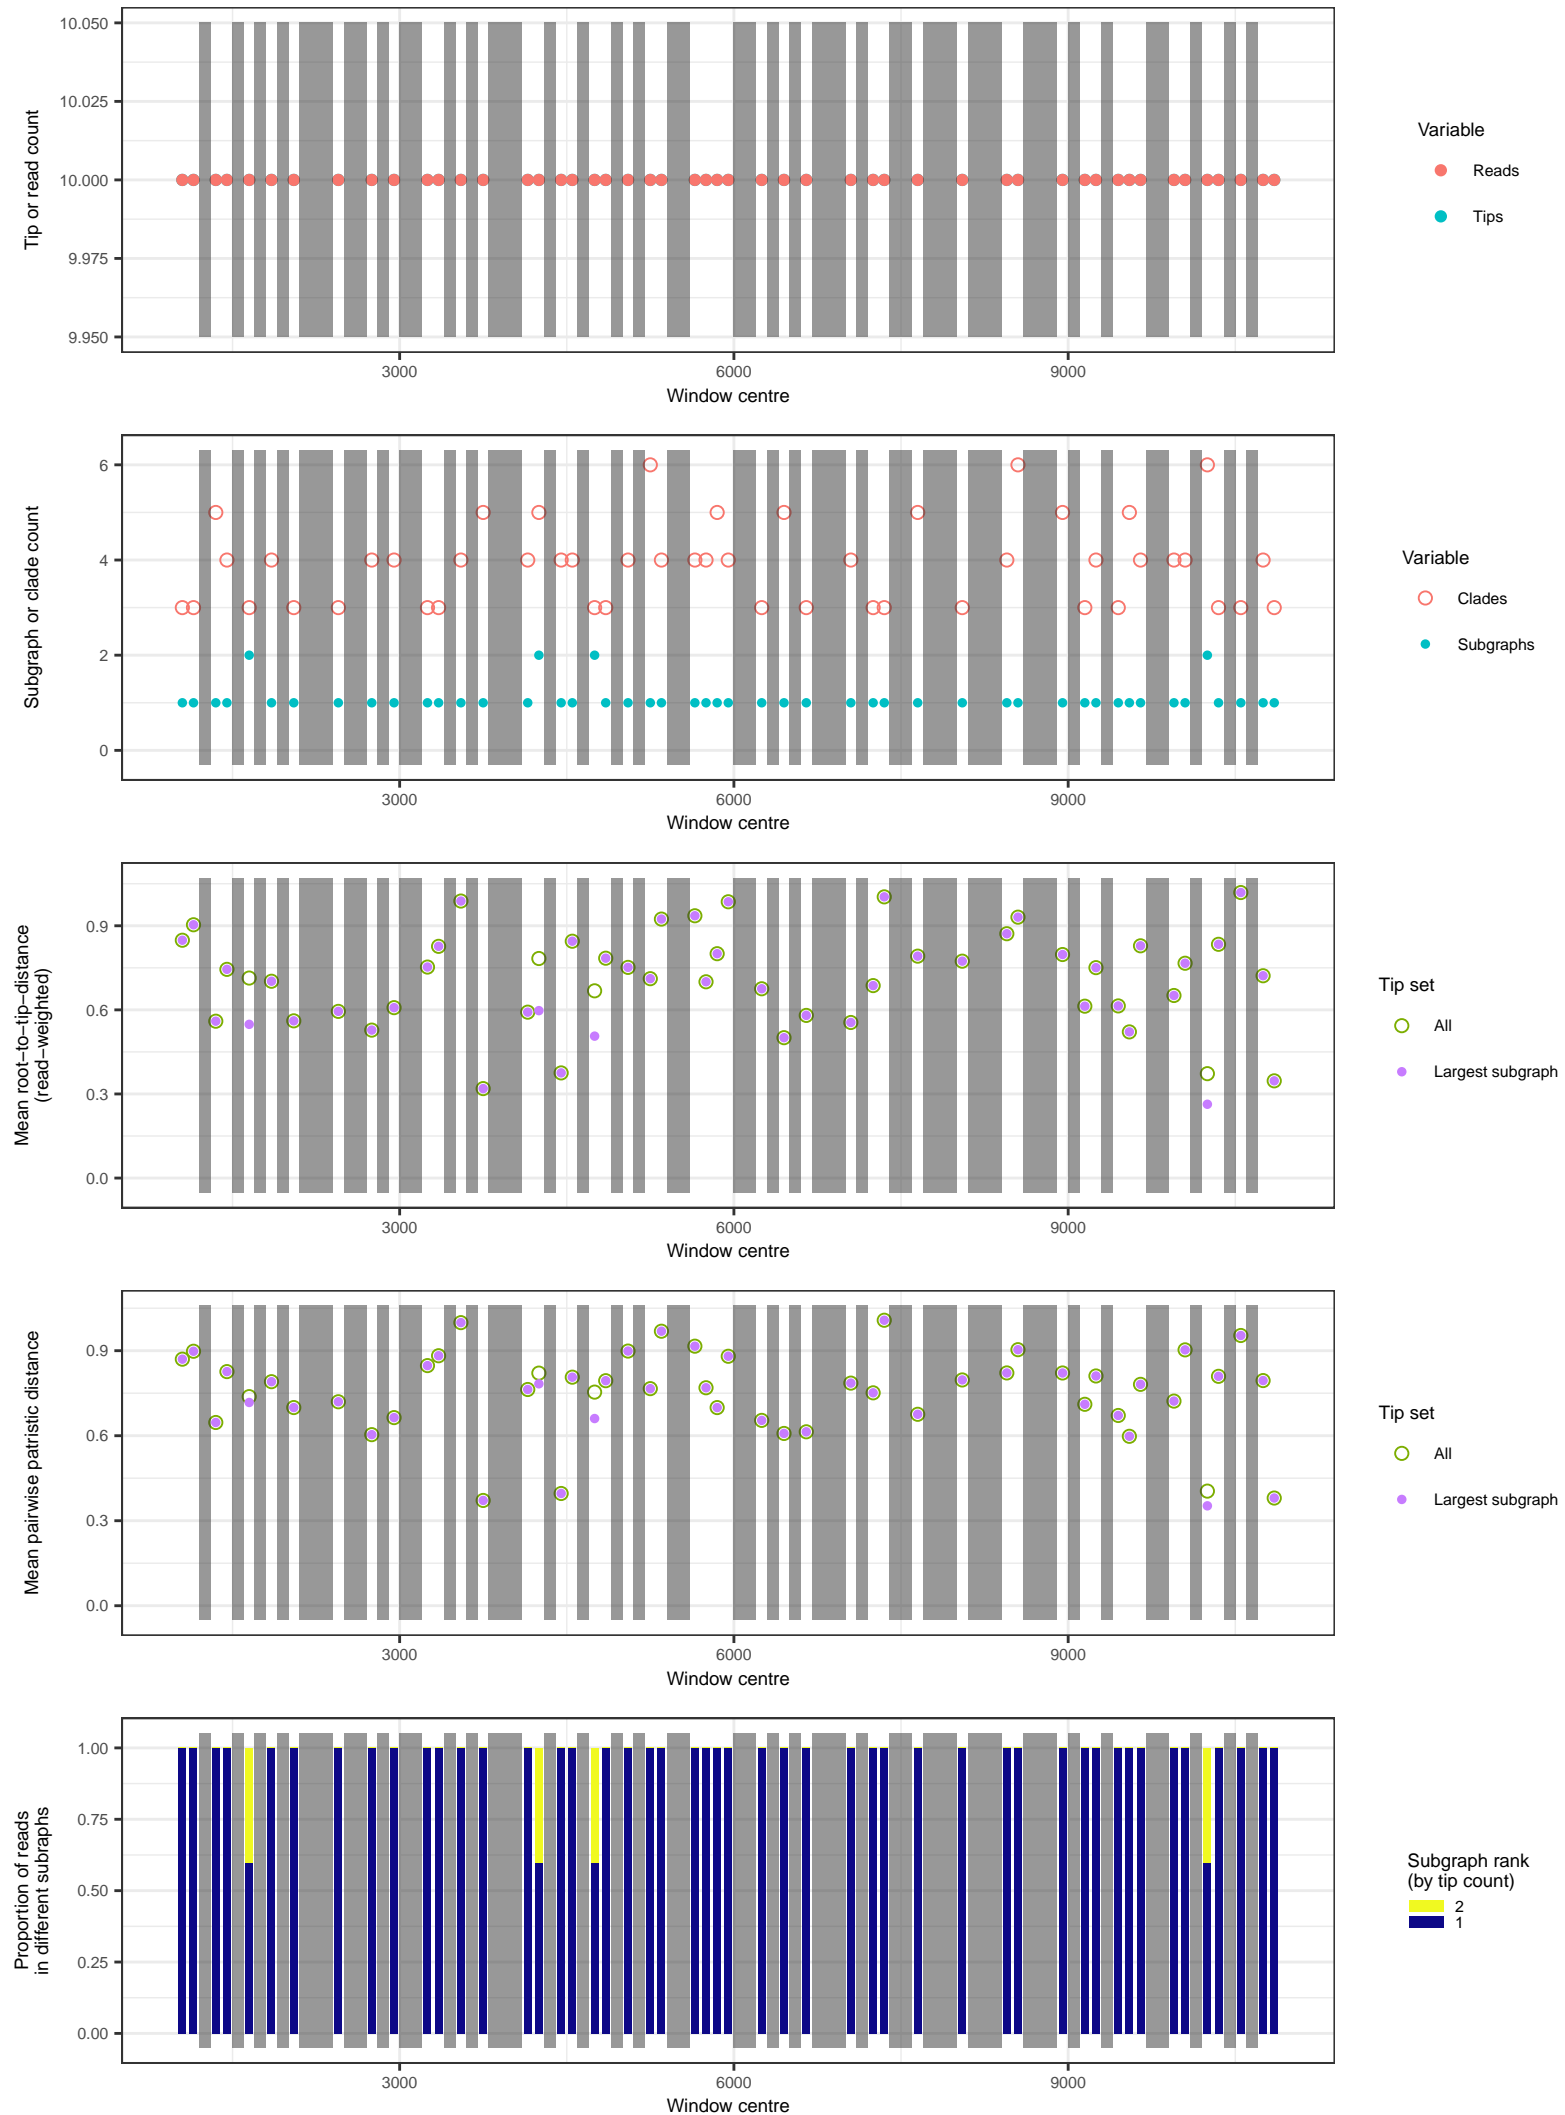 10.050
10.025
10.000
9.975
9.950
Tip or read count
3000
6000
9000
Window centre
Variable
Reads
Tips
6
4
2
0
Subgraph or clade count
3000
6000
9000
Window centre
Variable
Clades
Subgraphs
0.9
0.6
0.3
0.0
Mean root−to−tip−distance
(read−weighted)
3000
6000
9000
Window centre
Tip set
All
Largest subgraph
0.9
0.6
0.3
0.0
Mean pairwise patristic distance
3000
6000
9000
Window centre
Tip set
All
Largest subgraph
1.00
0.75
0.50
0.25
0.00
Proportion of reads
in different subraphs
3000
6000
9000
Window centre
Subgraph rank
(by tip count)
2
1